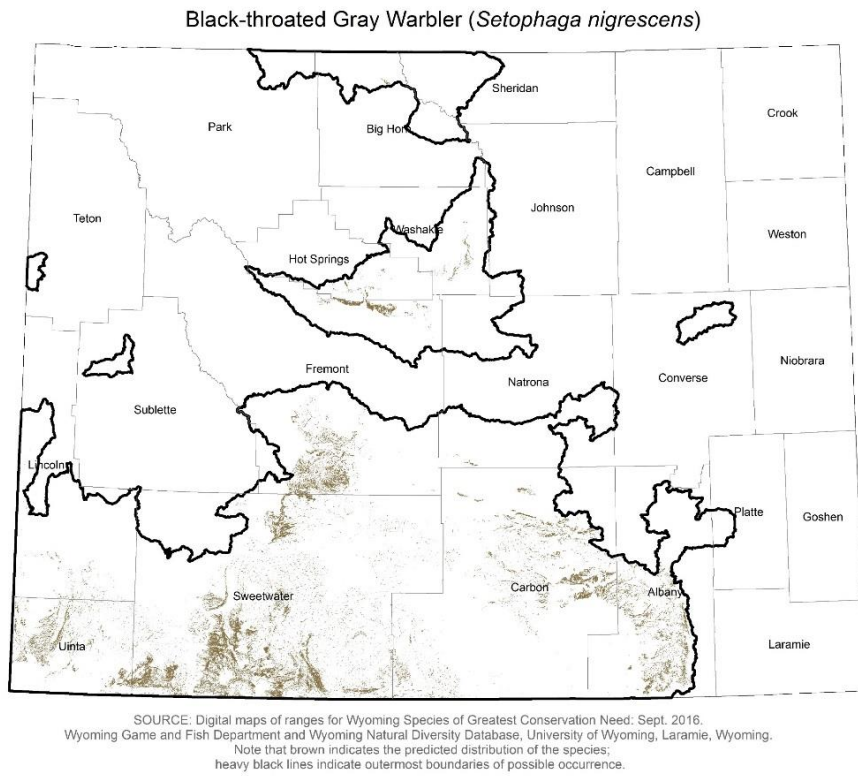 Black-throated Gray Warbler (Setophaga nigrescens)
Sheridan
Crook
Park
Big Horn
Campbell
Johnson
Teton
Washakie
Weston
Hot Springs
Niobrara
Fremont
Converse
Natrona
Sublette
Lincoln
Platte
Goshen
Carbon
Albany
Sweetwater
Uinta
Laramie
SOURCE: Digital maps of ranges for Wyoming Species of Greatest Conservation Need: Sept. 2016.
Wyoming Game and Fish Department and Wyoming Natural Diversity Database, University of Wyoming, Laramie, Wyoming.
Note that brown indicates the predicted distribution of the species;
heavy black lines indicate outermost boundaries of possible occurrence.